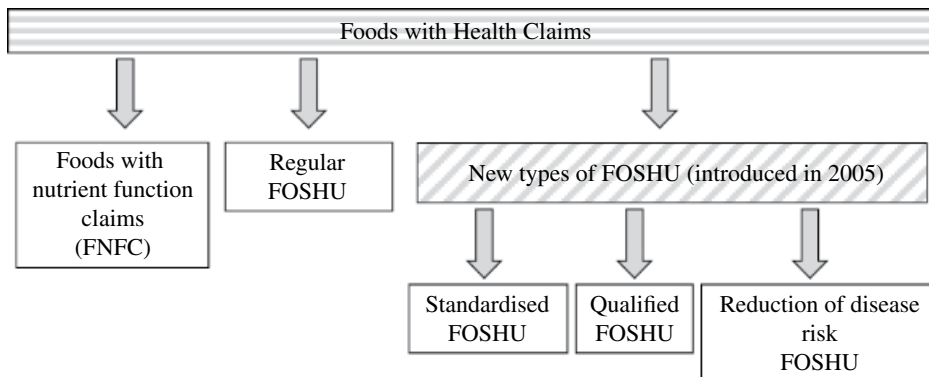 Foods with Health Claims
Foods with
nutrient function
claims
(FNFC)
Regular
FOSHU
New types of FOSHU (introduced in 2005)
Standardised
FOSHU
Qualified
FOSHU
Reduction of disease
risk
FOSHU